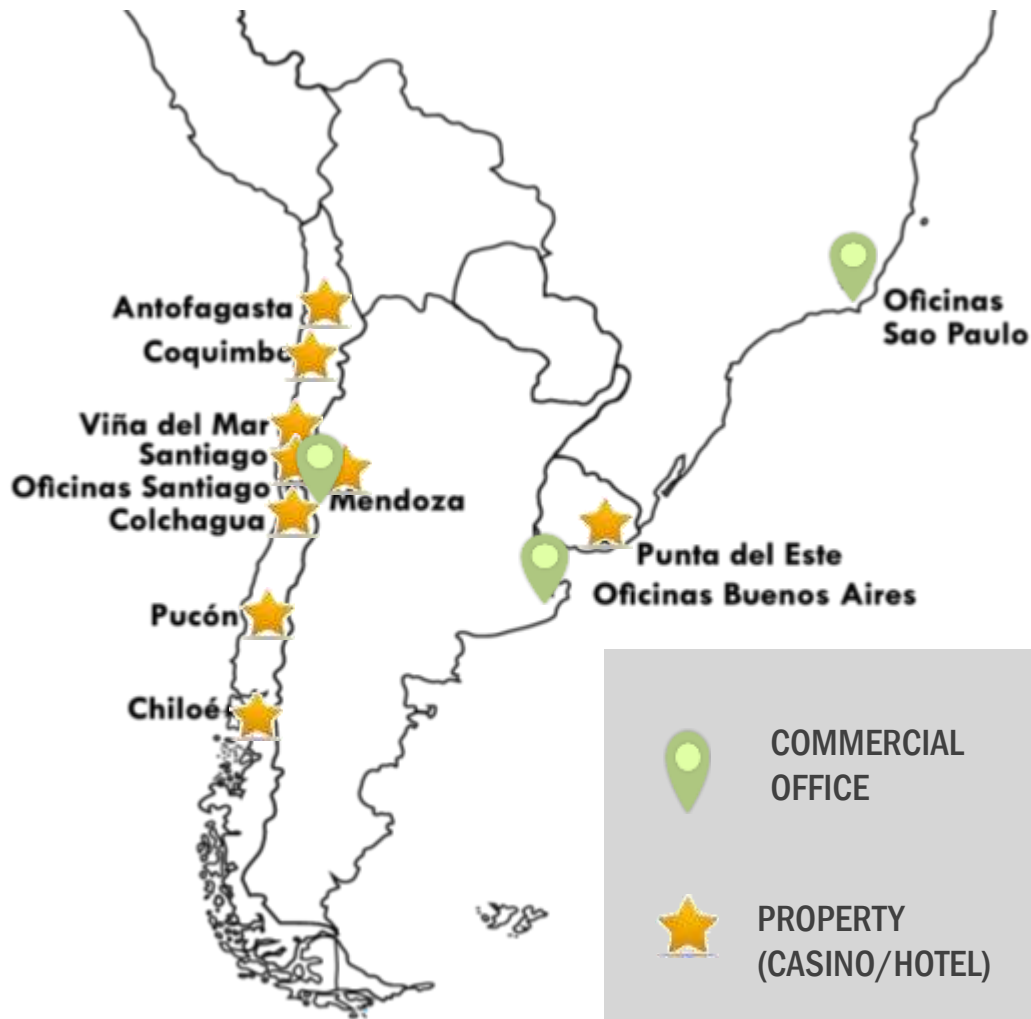 Antofagasta
Coquimbo
Viña del Mar
Santiago
Oficinas Santiago
Mendoza
Colchagua
Pucón
Chiloé
Oficinas
Sao Paulo
Punta del Este
Oficinas Buenos Aires
COMMERCIAL
OFFICE
PROPERTY
(CASINO/HOTEL)